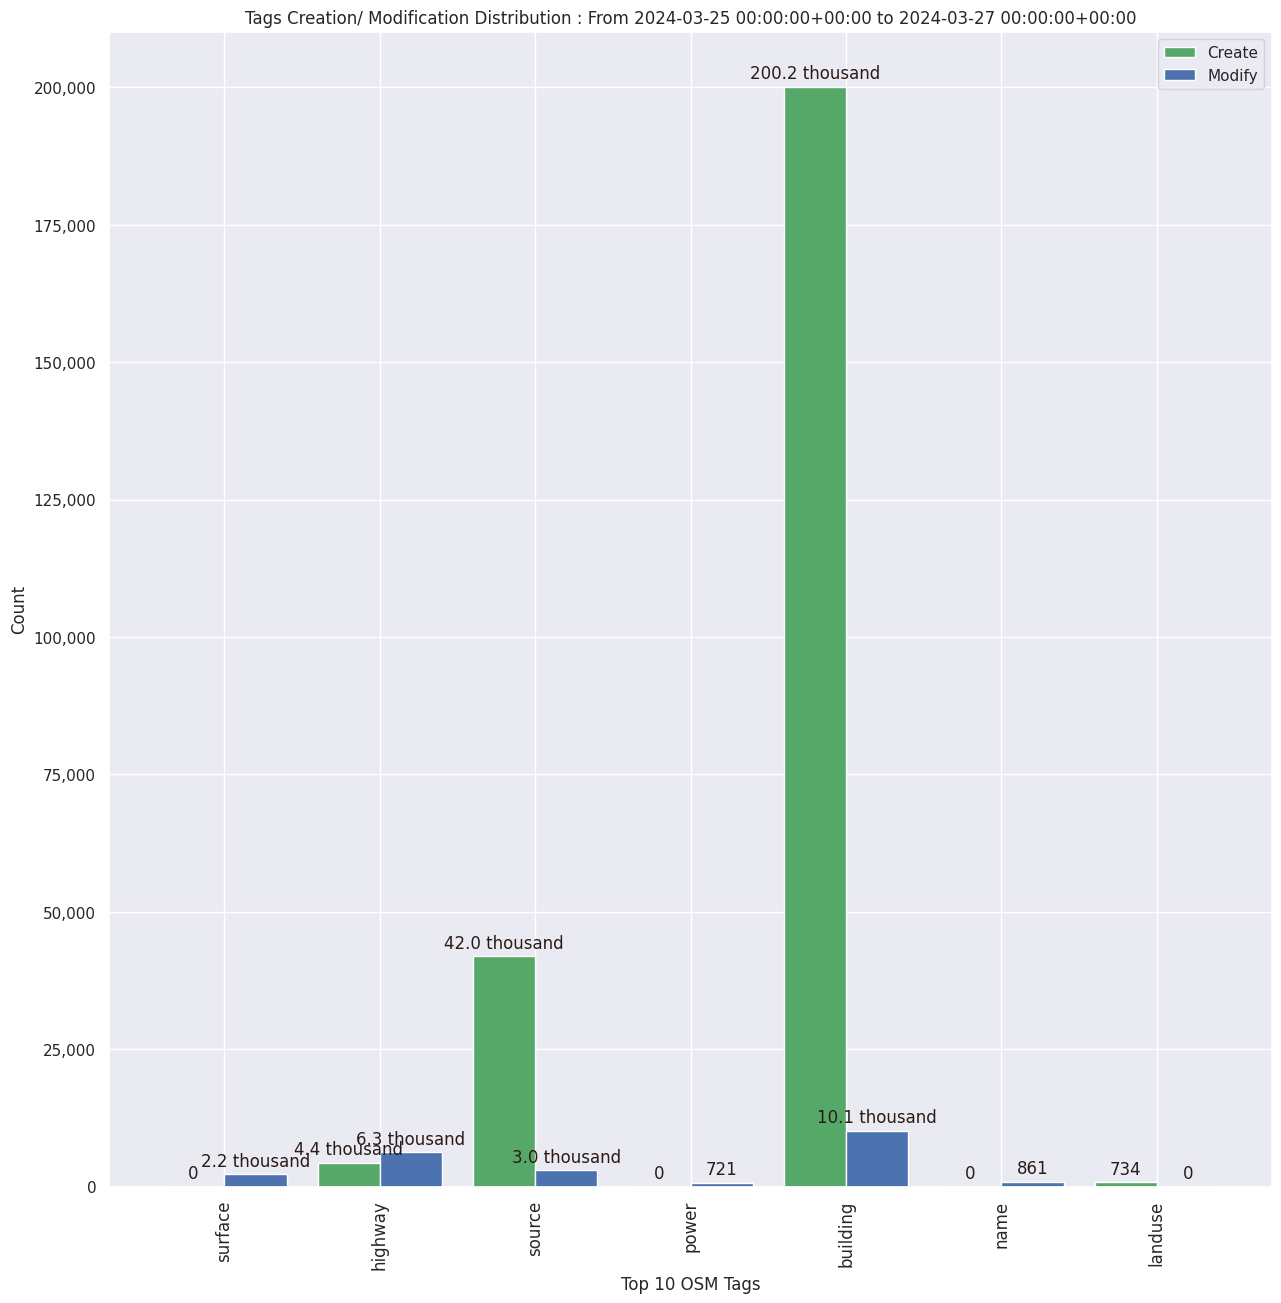 Tags Creation/ Modification Distribution : From 2024-03-25 00:00:00+00:00 to 2024-03-27 00:00:00+00:00
Create
Modify
Count
200,000
175,000
150,000
125,000
100,000
75,000
50,000
25,000
0
0
2.2 thousand
4.4 thousand
6.3 thousand
42.0 thousand
3.0 thousand
0
721
200.2 thousand
10.1 thousand
0
861
734
0
surface
highway
source
power
building
name
landuse
Top 10 OSM Tags